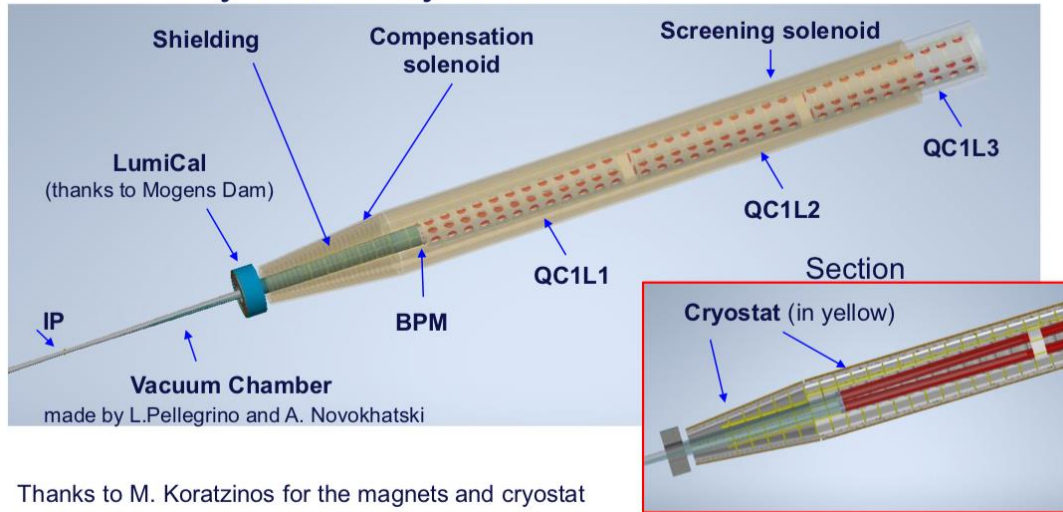 Shielding
Compensation
solenoid
Screening solenoid
LumiCal
(thanks to Mogens Dam)
QC1L3
QC1L2
QC1L1
BPM
IP
Vacuum Chamber
made by L.Pellegrino and A. Novokhatski
Section
Cryostat (in yellow)
Thanks to M. Koratzinos for the magnets and cryostat